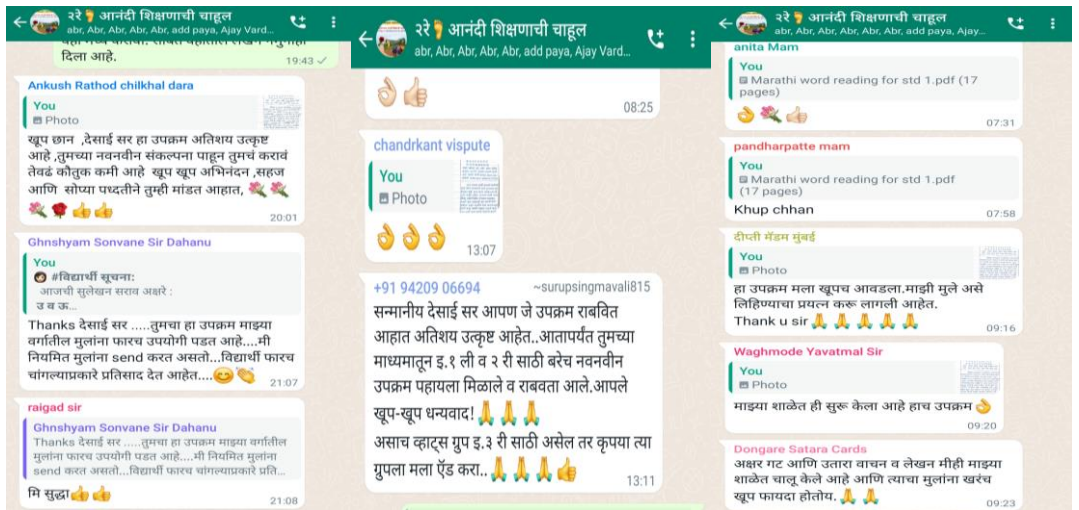 २रे 👣 आनंदी शिक्षणाची चाहूल
abr, Abr, Abr, Abr, Abr, add paya, Ajay Vard...
दिला आहे.
19:43
Ankush Rathod chilkhal dara
You
Photo
खूप छान ,देसाई सर हा उपक्रम अतिशय उत्कृष्ट
आहे ,तुमच्या नवनवीन संकल्पना पाहून तुमचं करावं
तेवढं कौतुक कमी आहे खूप खूप अभिनंदन ,सहज
आणि सोप्या पध्दतीने तुम्ही मांडत आहात, 💐 💐
💐 🌹 👍👍
20:01
Ghnshyam Sonvane Sir Dahanu
You
👩 #विद्यार्थी सूचना:
आजची सुलेखन सराव अक्षरे :
उ व ऊ...
Thanks देसाई सर .....तुमचा हा उपक्रम माझ्या
वर्गातील मुलांना फारच उपयोगी पडत आहे....मी
नियमित मुलांना send करत असतो...विद्यार्थी फारच
चांगल्याप्रकारे प्रतिसाद देत आहेत....😊👏
21:07
raigad sir
Ghnshyam Sonvane Sir Dahanu
Thanks देसाई सर .....तुमचा हा उपक्रम माझ्या वर्गातील
मुलांना फारच उपयोगी पडत आहे....मी नियमित मुलांना
send करत असतो...विद्यार्थी फारच चांगल्याप्रकारे प्रति...
मि सुद्धा👍👍
21:08
२रे 👣 आनंदी शिक्षणाची चाहूल
abr, Abr, Abr, Abr, Abr, add paya, Ajay Vard...
👌👍
08:25
chandrkant vispute
You
Photo
👌👌👌
13:07
+91 94209 06694 ~surupsingmavali815
सन्मानीय देसाई सर आपण जे उपक्रम राबवित
आहात अतिशय उत्कृष्ट आहेत..आतापर्यंत तुमच्या
माध्यमातून इ.१ ली व २ री साठी बरेच नवनवीन
उपक्रम पहायला मिळाले व राबवता आले.आपले
खूप-खूप धन्यवाद!🙏🙏🙏
असाच व्हाट्स ग्रुप इ.३ री साठी असेल तर कृपया त्या
ग्रुपला मला ऍड करा..🙏🙏🙏👍
13:11
२रे 👣 आनंदी शिक्षणाची चाहूल
abr, Abr, Abr, Abr, Abr, add paya, Ajay...
anita Mam
You
Marathi word reading for std 1.pdf (17
pages)
👌💐👍
07:31
pandharpatte mam
You
Marathi word reading for std 1.pdf
(17 pages)
Khup chhan
07:58
दीप्ती मॅडम मुंबई
You
Photo
हा उपक्रम मला खूपच आवडला.माझी मुले असे
लिहिण्याचा प्रयत्न करू लागली आहेत.
Thank u sir🙏🙏🙏🙏🙏
09:16
Waghmode Yavatmal Sir
You
Photo
माझ्या शाळेत ही सुरू केला आहे हाच उपक्रम👌
09:20
Dongare Satara Cards
अक्षर गट आणि उतारा वाचन व लेखन मीही माझ्या
शाळेत चालू केले आहे आणि त्याचा मुलांना खरंच
खूप फायदा होतोय.🙏🙏
09:23